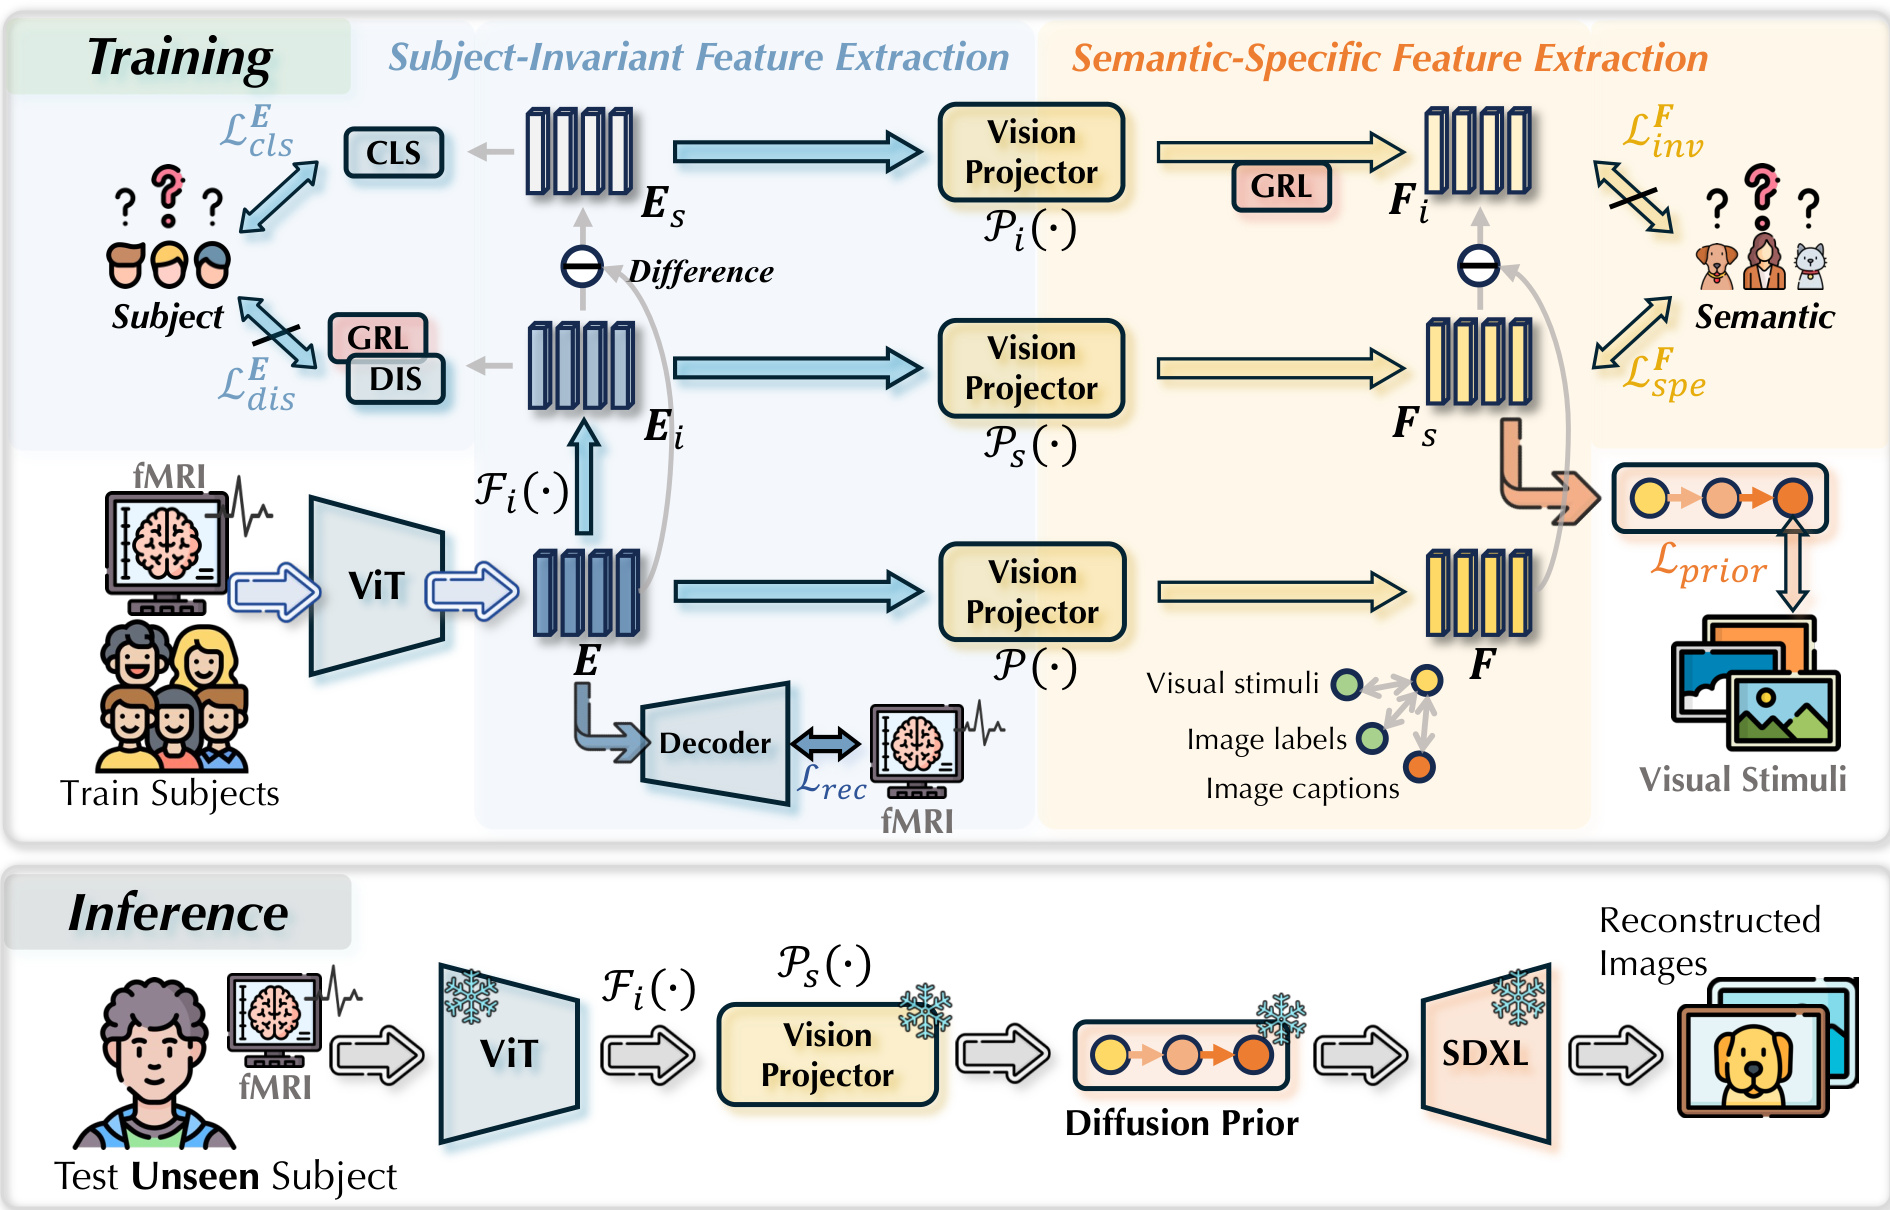 Training
Subject-Invariant Feature Extraction
Semantic-Specific Feature Extraction
ℒ^E_cls
CLS
E_s
Vision
Projector
𝒫_i(·)
GRL
F_i
ℒ^F_inv
? ? ?
Subject
Difference
? ? ?
Semantic
GRL
DIS
ℒ^E_dis
E_i
Vision
Projector
𝒫_s(·)
F_s
ℒ^F_spe
fMRI
ℱ_i(·)
ViT
E
Vision
Projector
𝒫(·)
F
ℒ_prior
Train Subjects
Decoder
ℒ_rec
fMRI
Visual stimuli
Image labels
Image captions
Visual Stimuli
Inference
fMRI
Test Unseen Subject
ViT
ℱ_i(·)
𝒫_s(·)
Vision
Projector
Diffusion Prior
SDXL
Reconstructed
Images